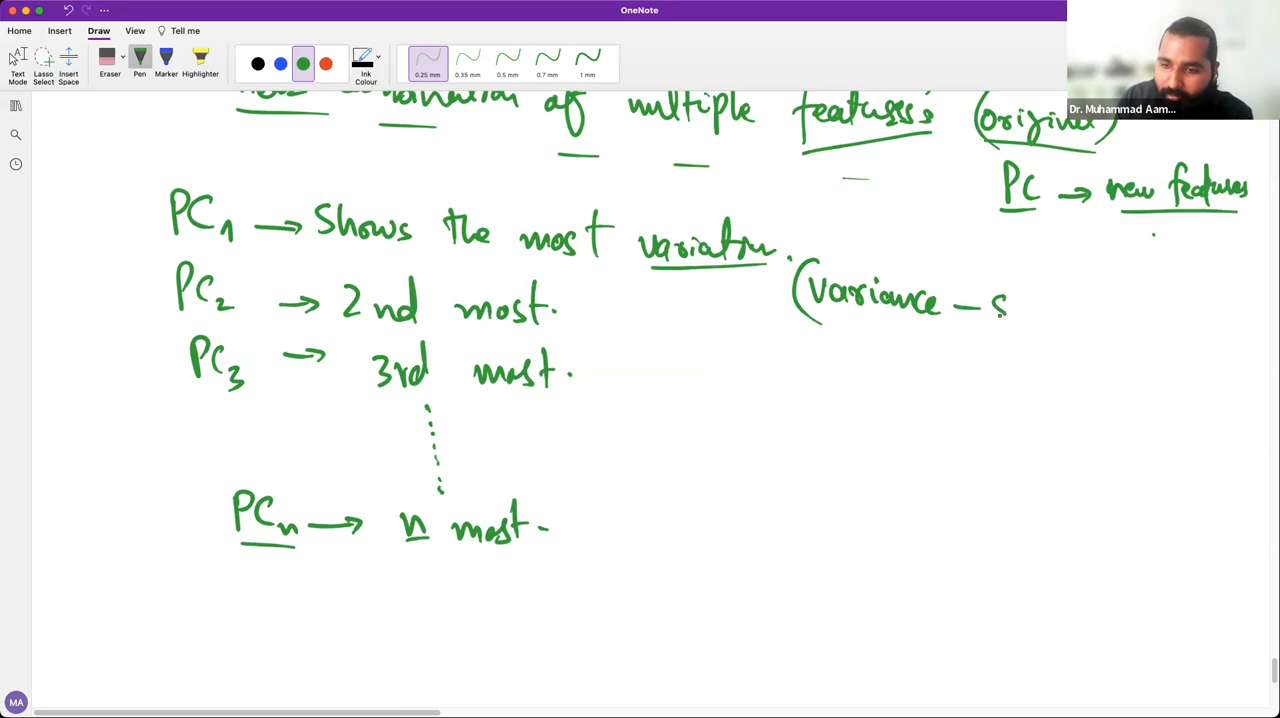 OneNote
Home Insert Draw View Tell me
Text Mode Lasso Select Insert Space Eraser Pen Marker Highlighter Ink Colour 0.25 mm 0.35 mm 0.5 mm 0.7 mm 1 mm
Dr. Muhammad Aam...
of multiple features's (original)
PC → new features
PC1 → Shows the most variation.
(variance – s
PC2 → 2nd most.
PC3 → 3rd most.
PCn → n most-
MA